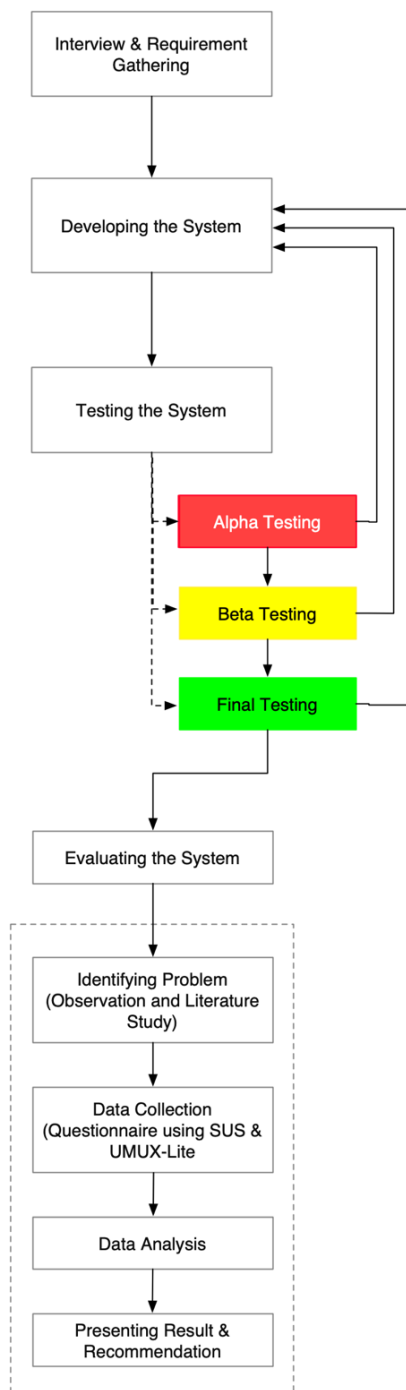 Interview & Requirement
Gathering
Developing the System
Testing the System
Alpha Testing
Beta Testing
Final Testing
Evaluating the System
Identifying Problem
(Observation and Literature
Study)
Data Collection
(Questionnaire using SUS &
UMUX-Lite
Data Analysis
Presenting Result &
Recommendation